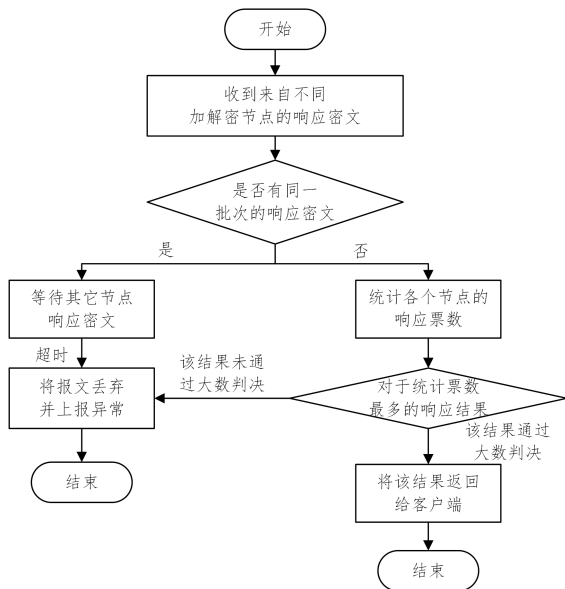 开始
收到来自不同
加解密节点的响应密文
是否有同一
批次的响应密文
是
否
等待其它节点
响应密文
统计各个节点的
响应票数
超时
该结果未通
过大数判决
将报文丢弃
并上报异常
对于统计票数
最多的响应结果
该结果通过
大数判决
结束
将该结果返回
给客户端
结束